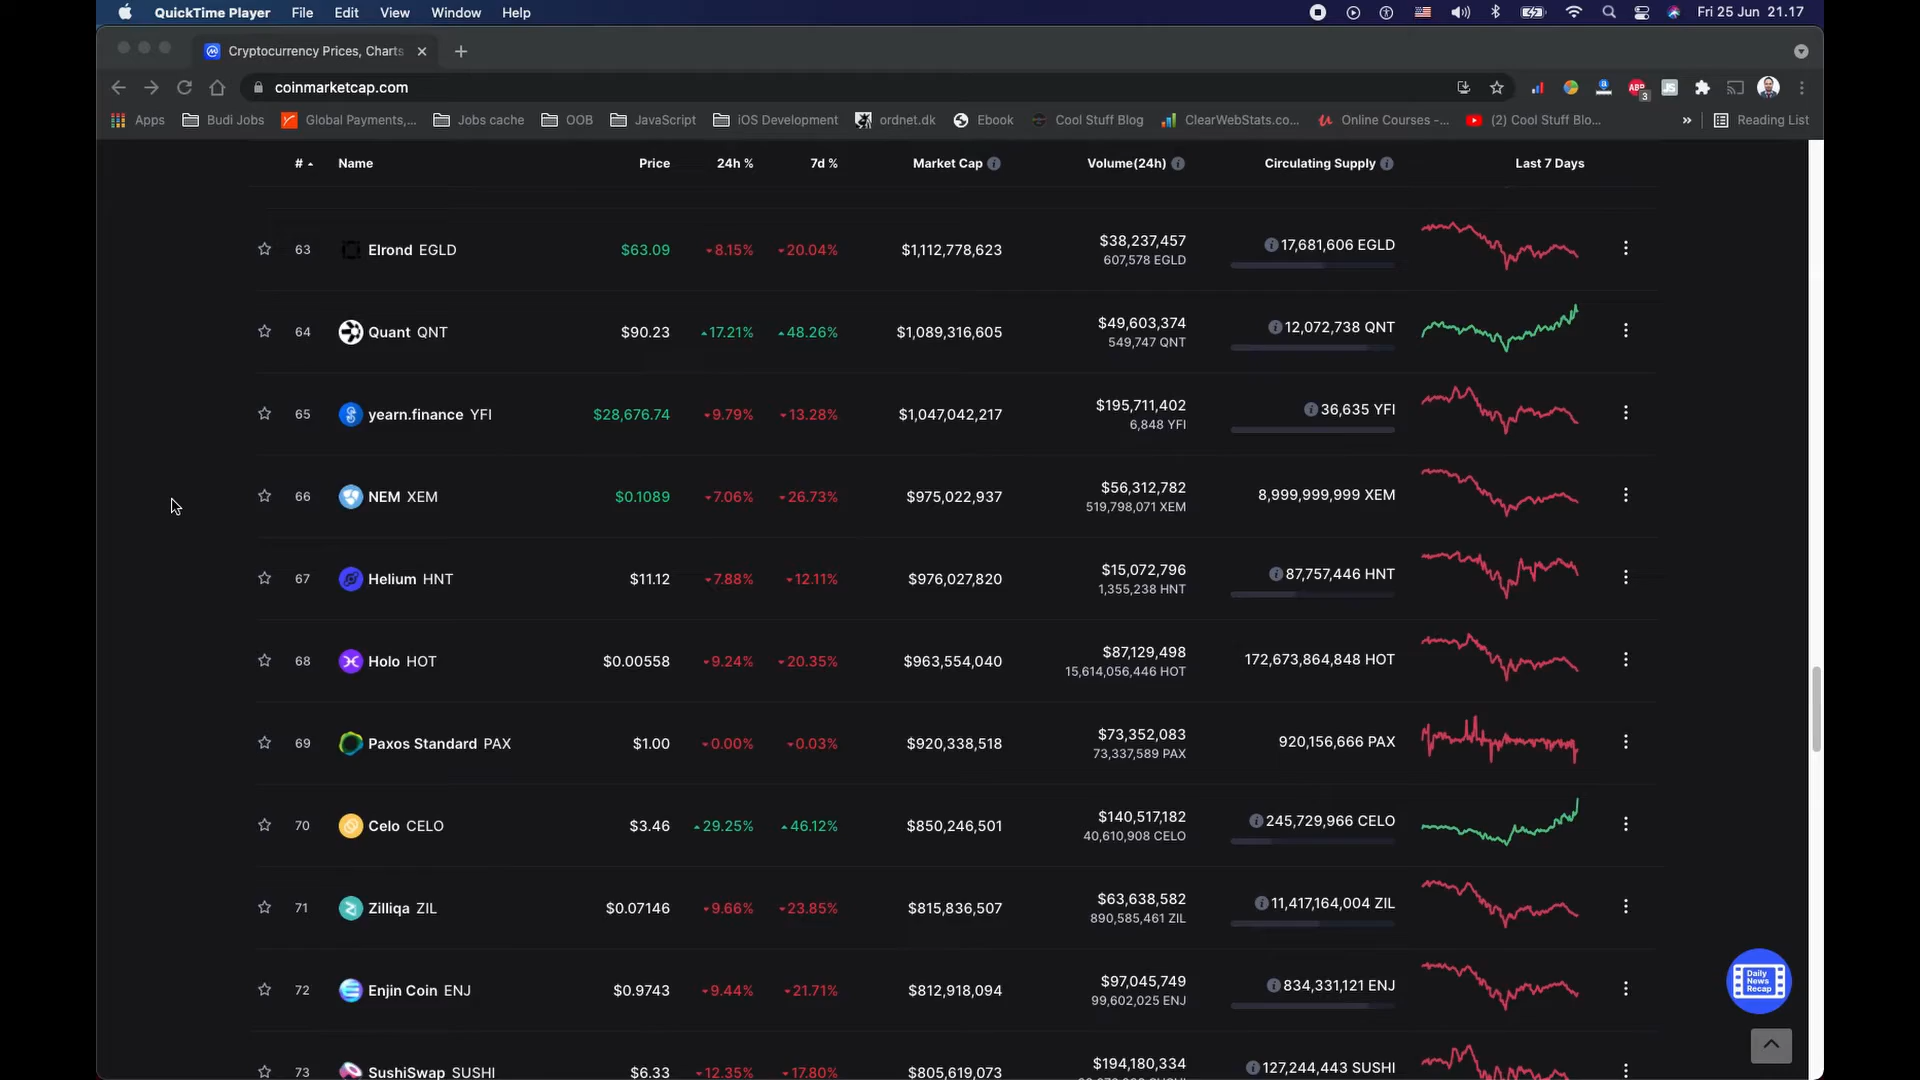 QuickTime Player File Edit View Window Help Fri 25 Jun 21.17
Cryptocurrency Prices, Charts
coinmarketcap.com
ABP 3 JS
Apps Budi Jobs Global Payments,... Jobs cache OOB JavaScript iOS Development ordnet.dk Ebook Cool Stuff Blog ClearWebStats.co... Online Courses -... (2) Cool Stuff Blo... » Reading List
# Name Price 24h % 7d % Market Cap Volume(24h) Circulating Supply Last 7 Days
63 Elrond EGLD $63.09 8.15% 20.04% $1,112,778,623 $38,237,457 17,681,606 EGLD
607,578 EGLD
64 Quant QNT $90.23 17.21% 48.26% $1,089,316,605 $49,603,374 12,072,738 QNT
549,747 QNT
65 yearn.finance YFI $28,676.74 9.79% 13.28% $1,047,042,217 $195,711,402 36,635 YFI
6,848 YFI
66 NEM XEM $0.1089 7.06% 26.73% $975,022,937 $56,312,782 8,999,999,999 XEM
519,798,071 XEM
67 Helium HNT $11.12 7.88% 12.11% $976,027,820 $15,072,796 87,757,446 HNT
1,355,238 HNT
68 Holo HOT $0.00558 9.24% 20.35% $963,554,040 $87,129,498 172,673,864,848 HOT
15,614,056,446 HOT
69 Paxos Standard PAX $1.00 0.00% 0.03% $920,338,518 $73,352,083 920,156,666 PAX
73,337,589 PAX
70 Celo CELO $3.46 29.25% 46.12% $850,246,501 $140,517,182 245,729,966 CELO
40,610,908 CELO
71 Zilliqa ZIL $0.07146 9.66% 23.85% $815,836,507 $63,638,582 11,417,164,004 ZIL
890,585,461 ZIL
72 Enjin Coin ENJ $0.9743 9.44% 21.71% $812,918,094 $97,045,749 834,331,121 ENJ
99,602,025 ENJ
Daily
News
Recap
73 SushiSwap SUSHI $6.33 12.35% 17.80% $805,619,073 $194,180,334 127,244,443 SUSHI